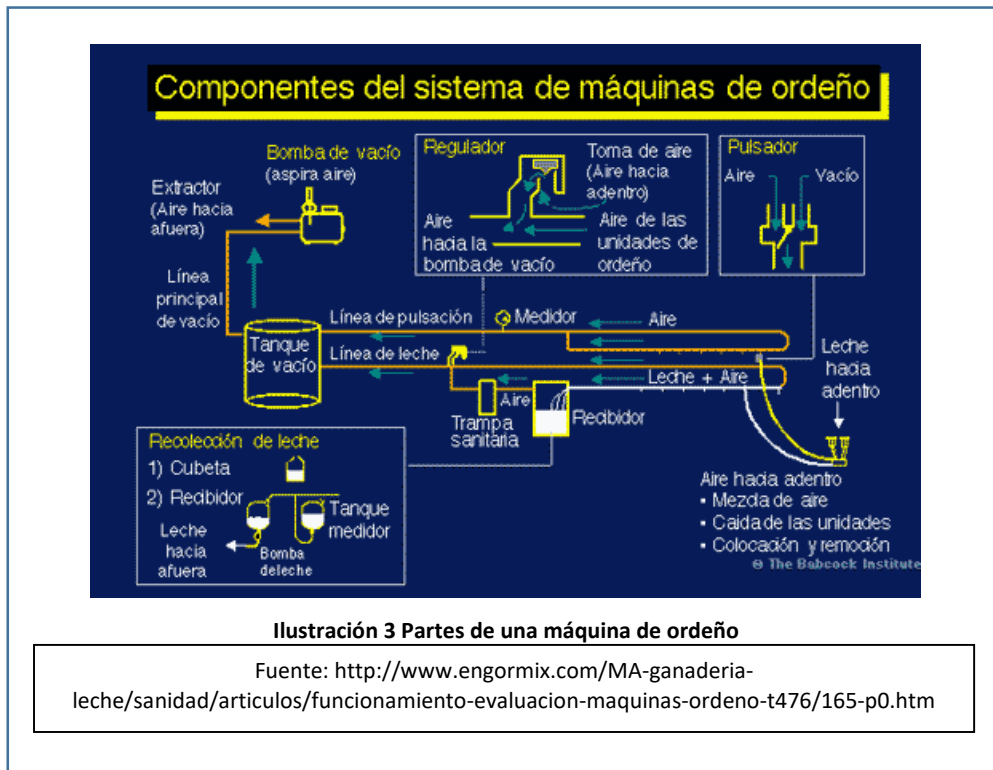 Componentes del sistema de máquinas de ordeño
Bomba de vacío
(aspira aire)
Extractor
(Aire hacia
afuera)
Línea
principal
de vacío
Tanque
de vacío
Regulador
Toma de aire
(Aire hacia
adentro)
Aire
hacia la
bomba de vacío
Aire de las
unidades de
ordeño
Pulsador
Aire
Vacío
Línea de pulsación
Medidor
Aire
Línea de leche
Leche + Aire
Leche
hacia
adentro
Aire
Trampa
sanitária
Recibidor
Recolección de leche
1) Cubeta
2) Recibidor
Tanque
medidor
Leche
hacia
afuera
Bomba
deleche
Aire hacia adentro
• Mezcla de aire
• Caida de las unidades
• Colocación y remoción
© The Babcock Institute
Ilustración 3 Partes de una máquina de ordeño
Fuente: http://www.engormix.com/MA-ganaderia-
leche/sanidad/articulos/funcionamiento-evaluacion-maquinas-ordeno-t476/165-p0.htm